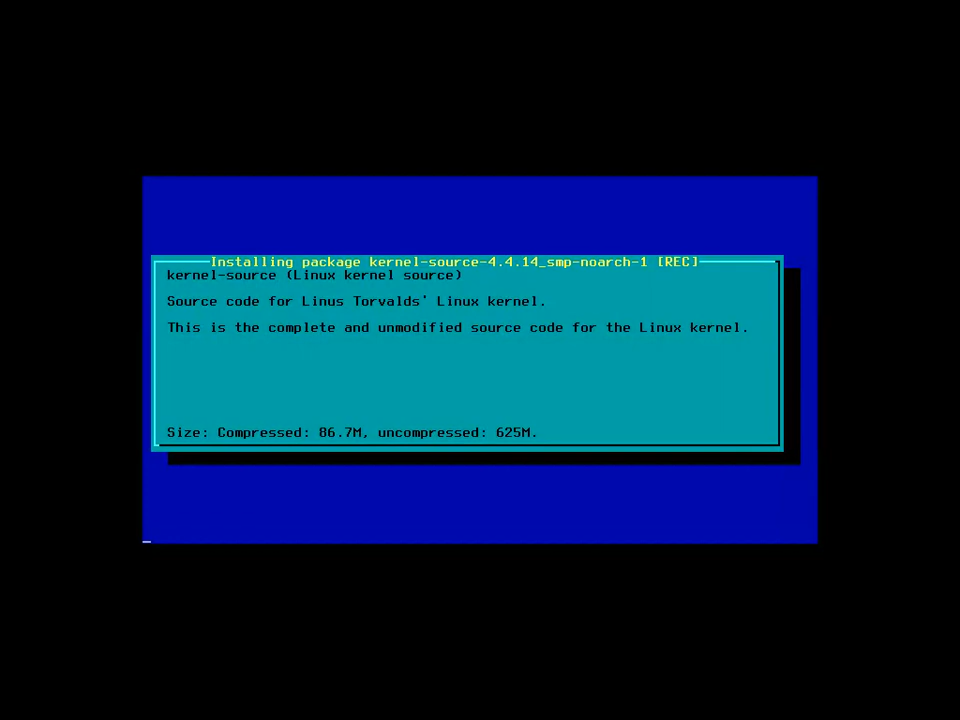 Installing package kernel-source-4.4.14_smp-noarch-1 [REC]
kernel-source (Linux kernel source)
Source code for Linus Torvalds' Linux kernel.
This is the complete and unmodified source code for the Linux kernel.
Size: Compressed: 86.7M, uncompressed: 625M.